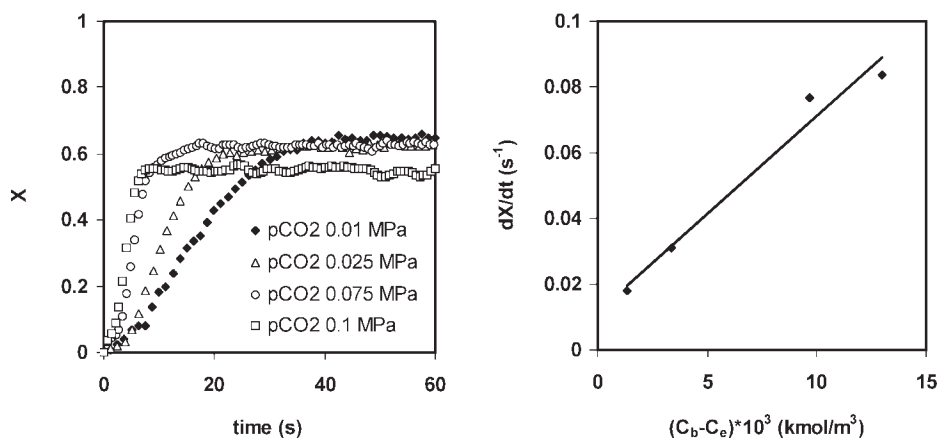 1
0.8
0.6
0.4
0.2
0
X
0
20
40
60
time (s)
pCO2 0.01 MPa
pCO2 0.025 MPa
pCO2 0.075 MPa
pCO2 0.1 MPa
0.1
0.08
0.06
0.04
0.02
0
dX/dt (s⁻¹)
0
5
10
15
(C_b-C_e)*10³ (kmol/m³)